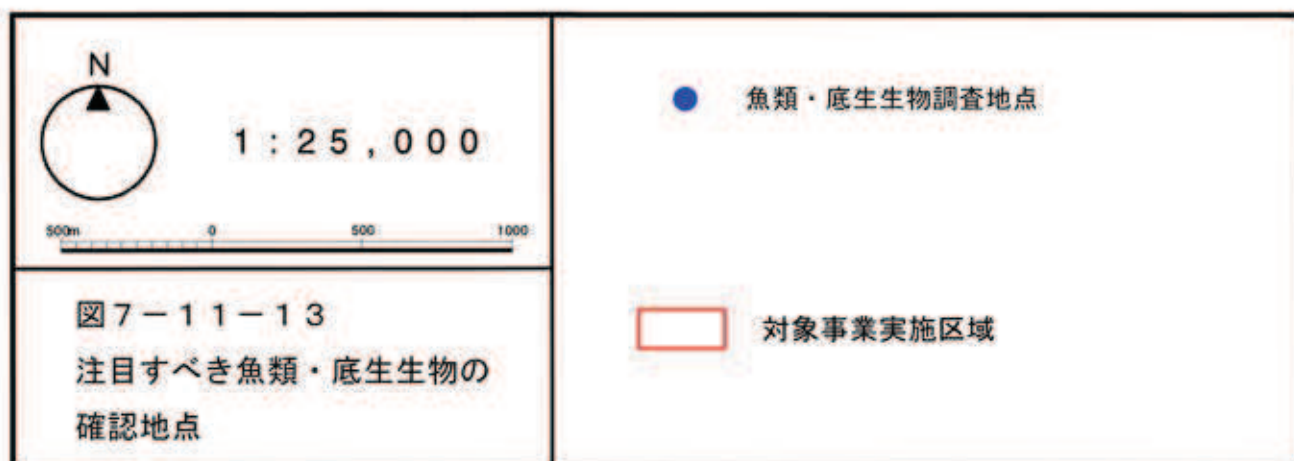 N
1：25,000
500m 0 500 1000
図7－11－13
注目すべき魚類・底生生物の
確認地点
魚類・底生生物調査地点
対象事業実施区域